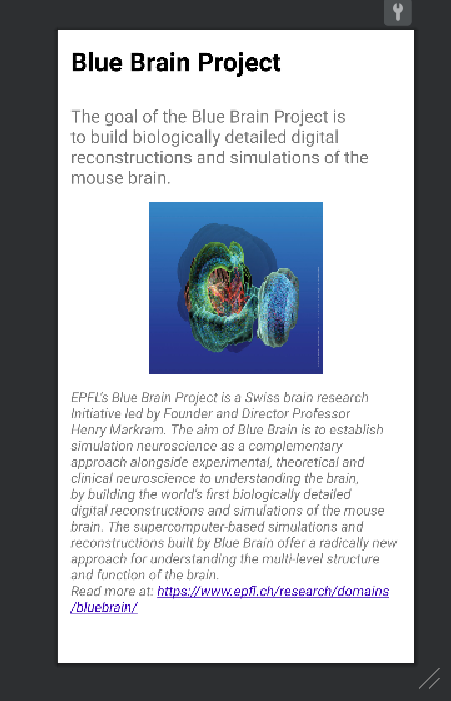 Blue Brain Project
The goal of the Blue Brain Project is
to build biologically detailed digital
reconstructions and simulations of the
mouse brain.
EPFL's Blue Brain Project is a Swiss brain research
Initiative led by Founder and Director Professor
Henry Markram. The aim of Blue Brain is to establish
simulation neuroscience as a complementary
approach alongside experimental, theoretical and
clinical neuroscience to understanding the brain,
by building the world's first biologically detailed
digital reconstructions and simulations of the mouse
brain. The supercomputer-based simulations and
reconstructions built by Blue Brain offer a radically new
approach for understanding the multi-level structure
and function of the brain.
Read more at: https://www.epfl.ch/research/domains
/bluebrain/